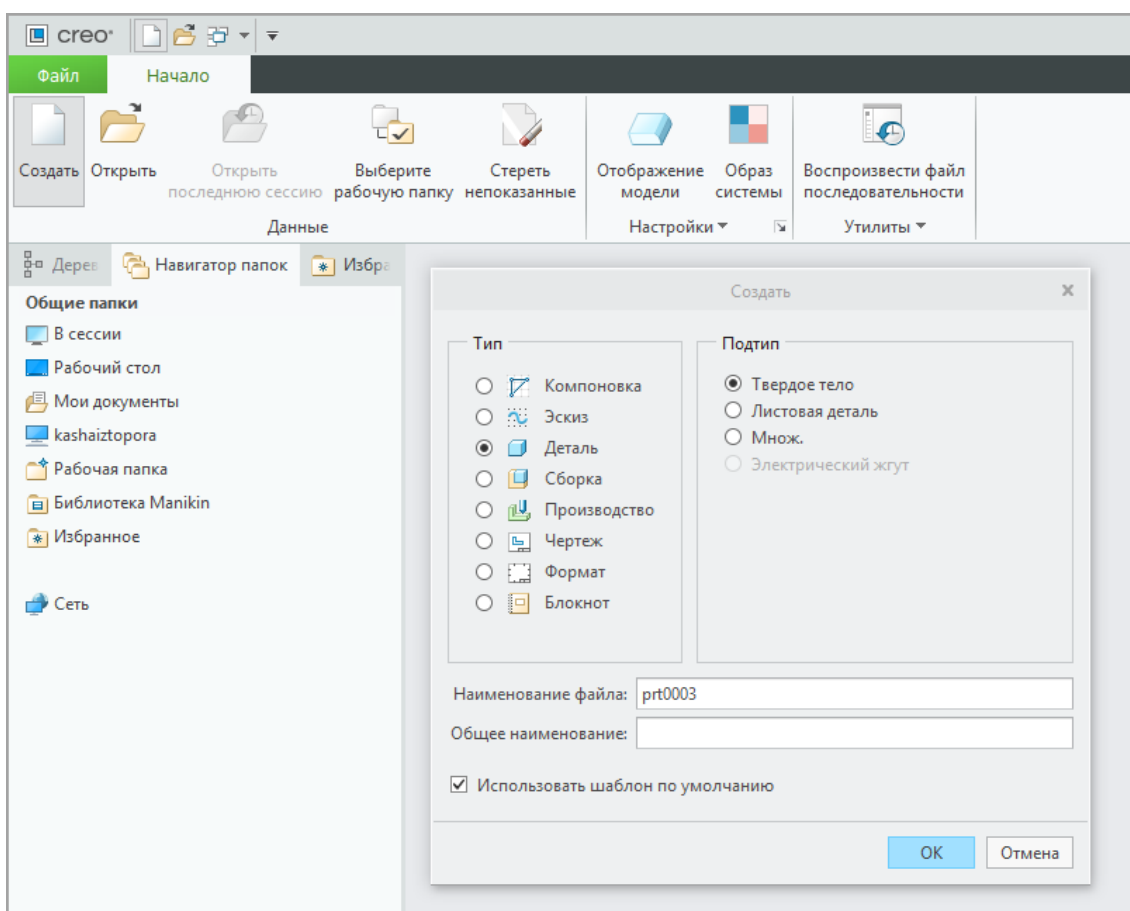 creo®
Файл
Начало
Создать
Открыть
Открыть
последнюю сессию
Выберите
рабочую папку
Стереть
непоказанные
Отображение
модели
Образ
системы
Воспроизвести файл
последовательности
Данные
Настройки
Утилиты
Дерев
Навигатор папок
Избра
Общие папки
В сессии
Рабочий стол
Мои документы
kashaiztopora
Рабочая папка
Библиотека Manikin
Избранное
Сеть
Создать
Тип
Компоновка
Эскиз
Деталь
Сборка
Производство
Чертеж
Формат
Блокнот
Подтип
Твердое тело
Листовая деталь
Множ.
Электрический жгут
Наименование файла: prt0003
Общее наименование:
Использовать шаблон по умолчанию
OK
Отмена